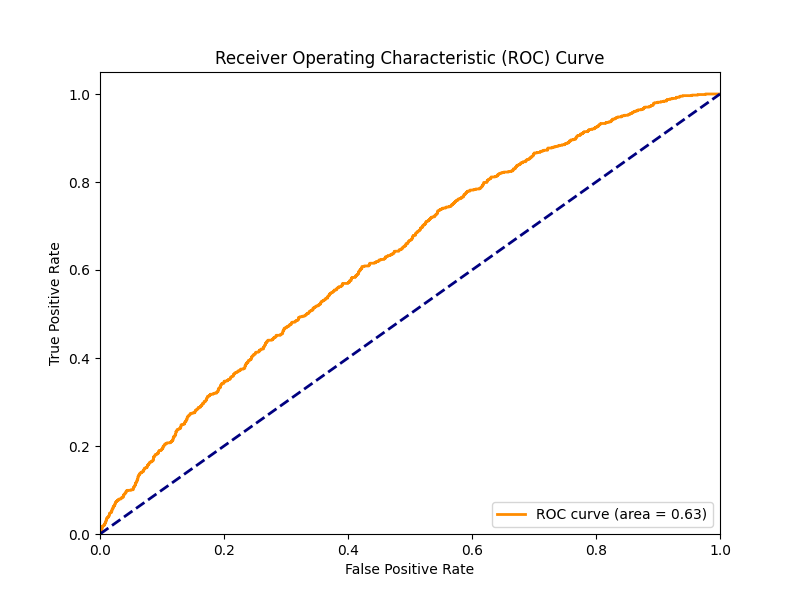 Receiver Operating Characteristic (ROC) Curve
True Positive Rate
1.0
0.8
0.6
0.4
0.2
0.0
0.0 0.2 0.4 0.6 0.8 1.0
False Positive Rate
ROC curve (area = 0.63)